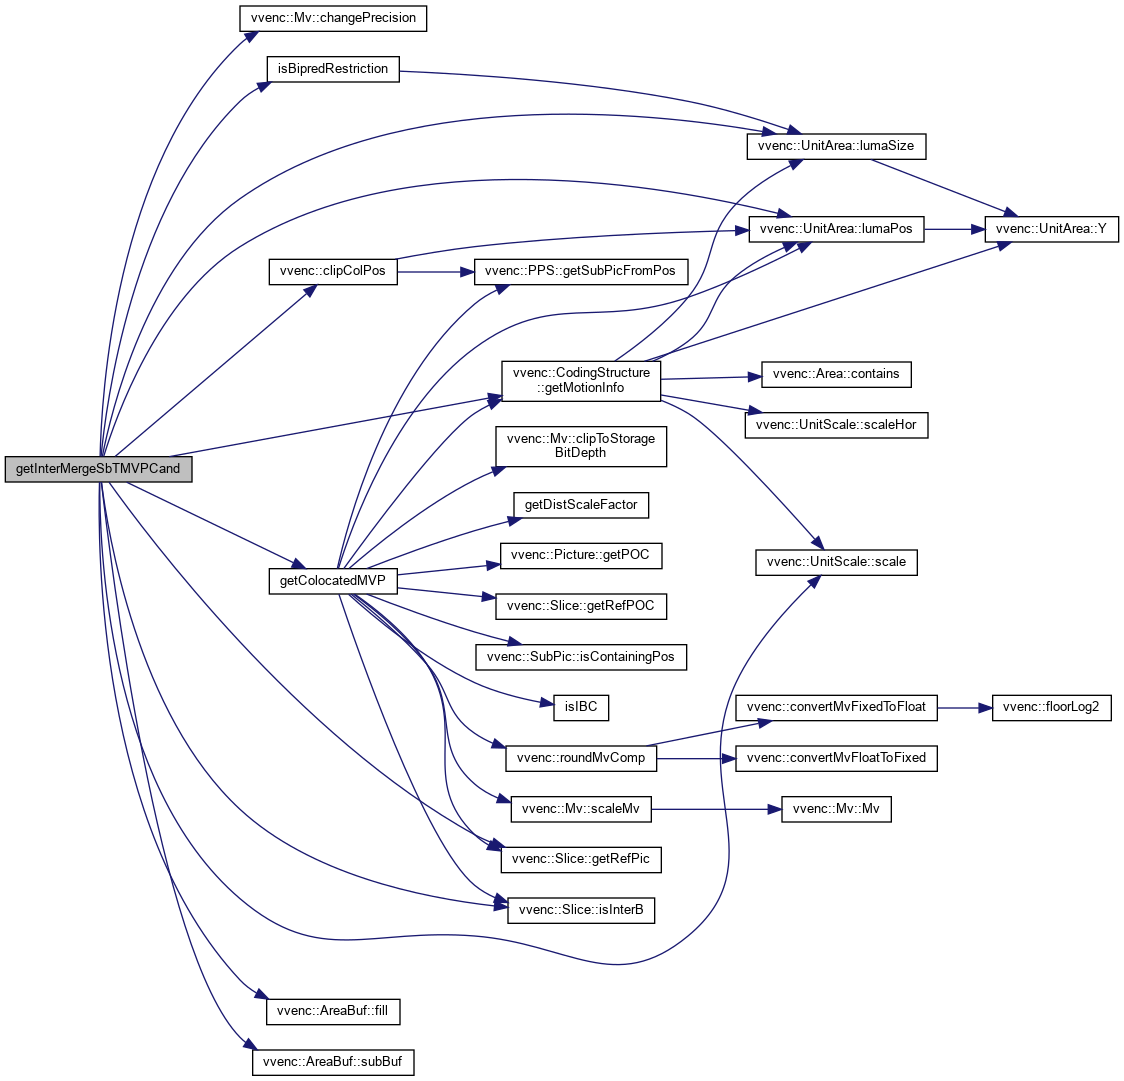 vvenc::Mv::changePrecision
isBipredRestriction
vvenc::UnitArea::lumaSize
vvenc::UnitArea::lumaPos
vvenc::UnitArea::Y
vvenc::clipColPos
vvenc::PPS::getSubPicFromPos
vvenc::CodingStructure
::getMotionInfo
vvenc::Area::contains
vvenc::UnitScale::scaleHor
vvenc::Mv::clipToStorage
BitDepth
getInterMergeSbTMVPCand
getDistScaleFactor
vvenc::Picture::getPOC
vvenc::UnitScale::scale
getColocatedMVP
vvenc::Slice::getRefPOC
vvenc::SubPic::isContainingPos
isIBC
vvenc::convertMvFixedToFloat
vvenc::floorLog2
vvenc::roundMvComp
vvenc::convertMvFloatToFixed
vvenc::Mv::scaleMv
vvenc::Mv::Mv
vvenc::Slice::getRefPic
vvenc::Slice::isInterB
vvenc::AreaBuf::fill
vvenc::AreaBuf::subBuf